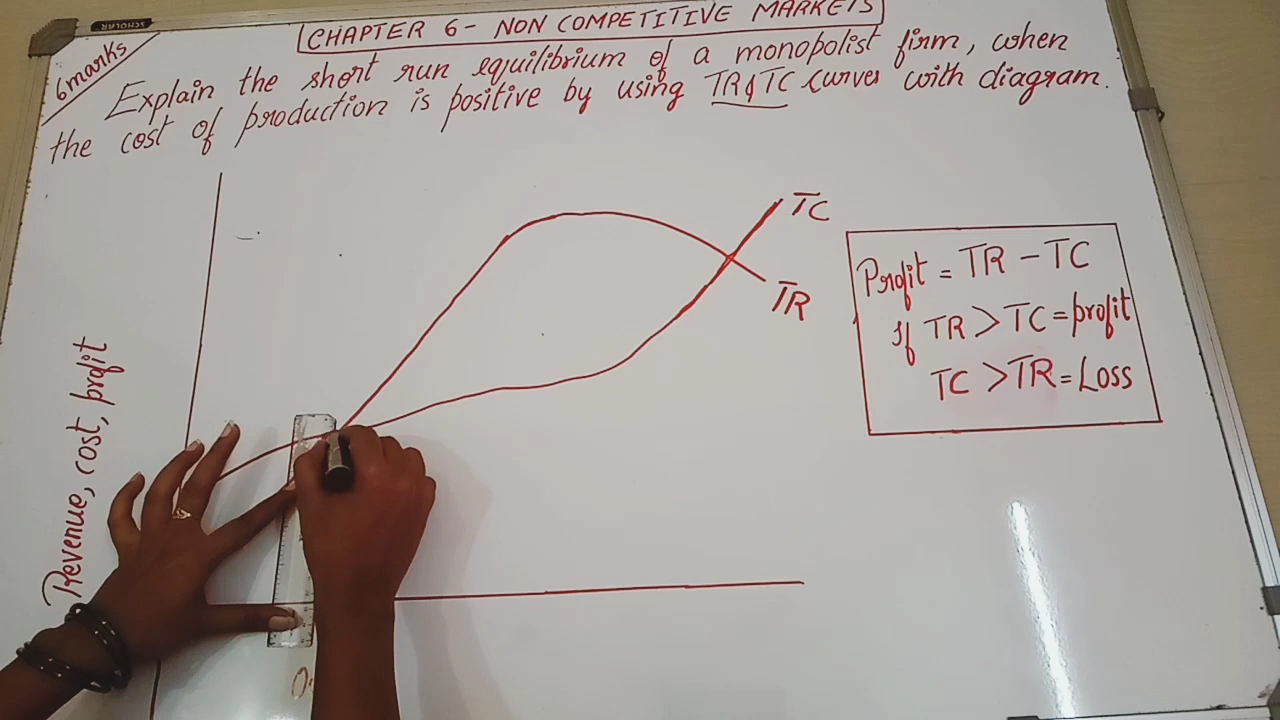 CHAPTER 6- NON COMPETITIVE MARKETS
6marks
Explain the short run equilibrium of a monopolist firm, when
the cost of production is positive by using TR & TC curves with diagram.
TC
TR
Revenue, cost, profit
Profit = TR - TC
If TR > TC = profit
TC > TR = Loss